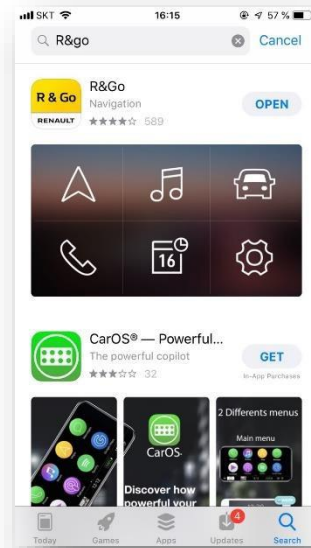 SKT 16:15 57 %
R&go Cancel
R & Go
RENAULT
R&Go
Navigation
589
OPEN
16
CarOS® — Powerful...
The powerful copilot
32
GET
In-App Purchases
CarOS.
Discover how
powerful your
2 Differents menus
Main menu
Today Games Apps Updates Search
4